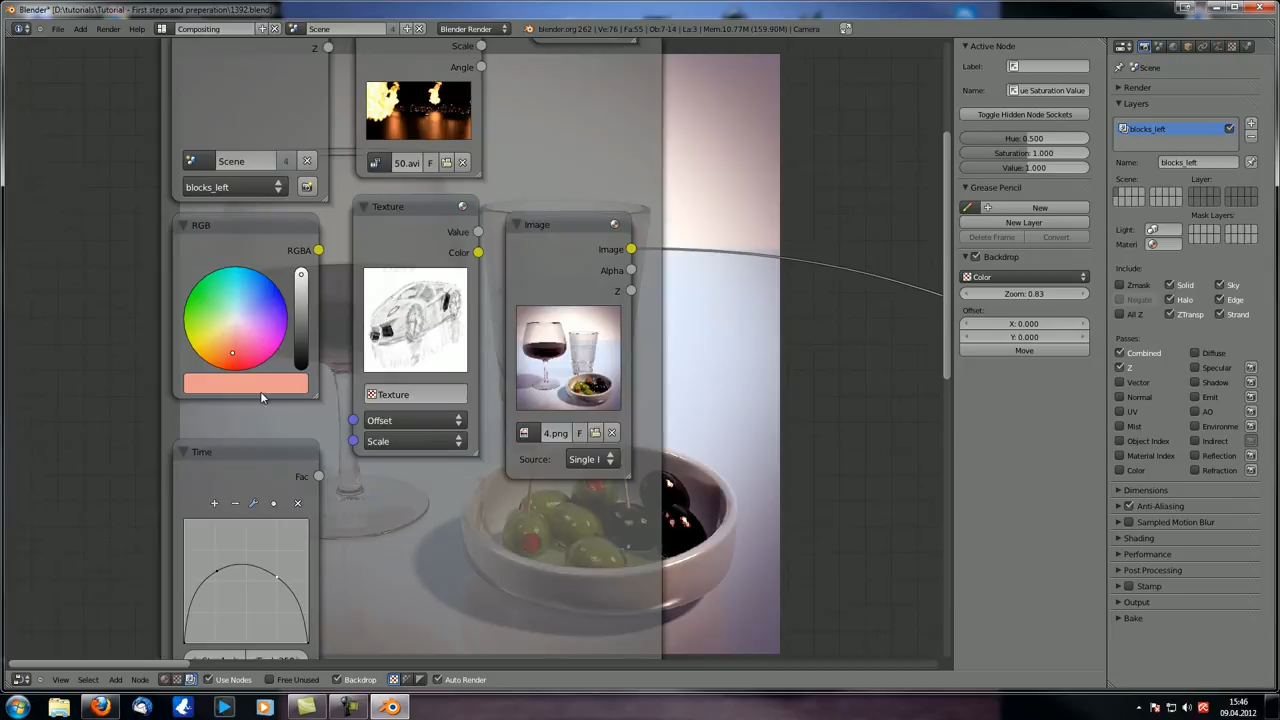 Blender* [D:\tutorials\Tutorial - First steps and preperation\1392.blend]
File Add Render Help Compositing Scene 4 Blender Render blender.org 262 | Ve:76 | Fa:55 | Ob:7-14 | La:3 | Mem:10.77M (159.90M) | Camera
Z
Scale
Angle
Scene 4
50.avi F
blocks_left
RGB
RGBA
Texture
Value
Color
Texture
Offset
Scale
Image
Image
Alpha
Z
4.png F
Source: Single I
Time
Fac
Active Node
Label:
Name: ue Saturation Value
Toggle Hidden Node Sockets
Hue: 0.500
Saturation: 1.000
Value: 1.000
Grease Pencil
New
New Layer
Delete Frame Convert
Backdrop
Color
Zoom: 0.83
Offset:
X: 0.000
Y: 0.000
Move
Scene
Render
Layers
blocks_left
Name: blocks_left
Scene: Layer:
Mask Layers:
Light:
Materi
Include:
Zmask Solid Sky
Negate Halo Edge
All Z ZTransp Strand
Passes:
Combined Diffuse
Z Specular
Vector Shadow
Normal Emit
UV AO
Mist Environme
Object Index Indirect
Material Index Reflection
Color Refraction
Dimensions
Anti-Aliasing
Sampled Motion Blur
Shading
Performance
Post Processing
Stamp
Output
Bake
View Select Add Node Use Nodes Free Unused Backdrop Auto Render
15:46
09.04.2012